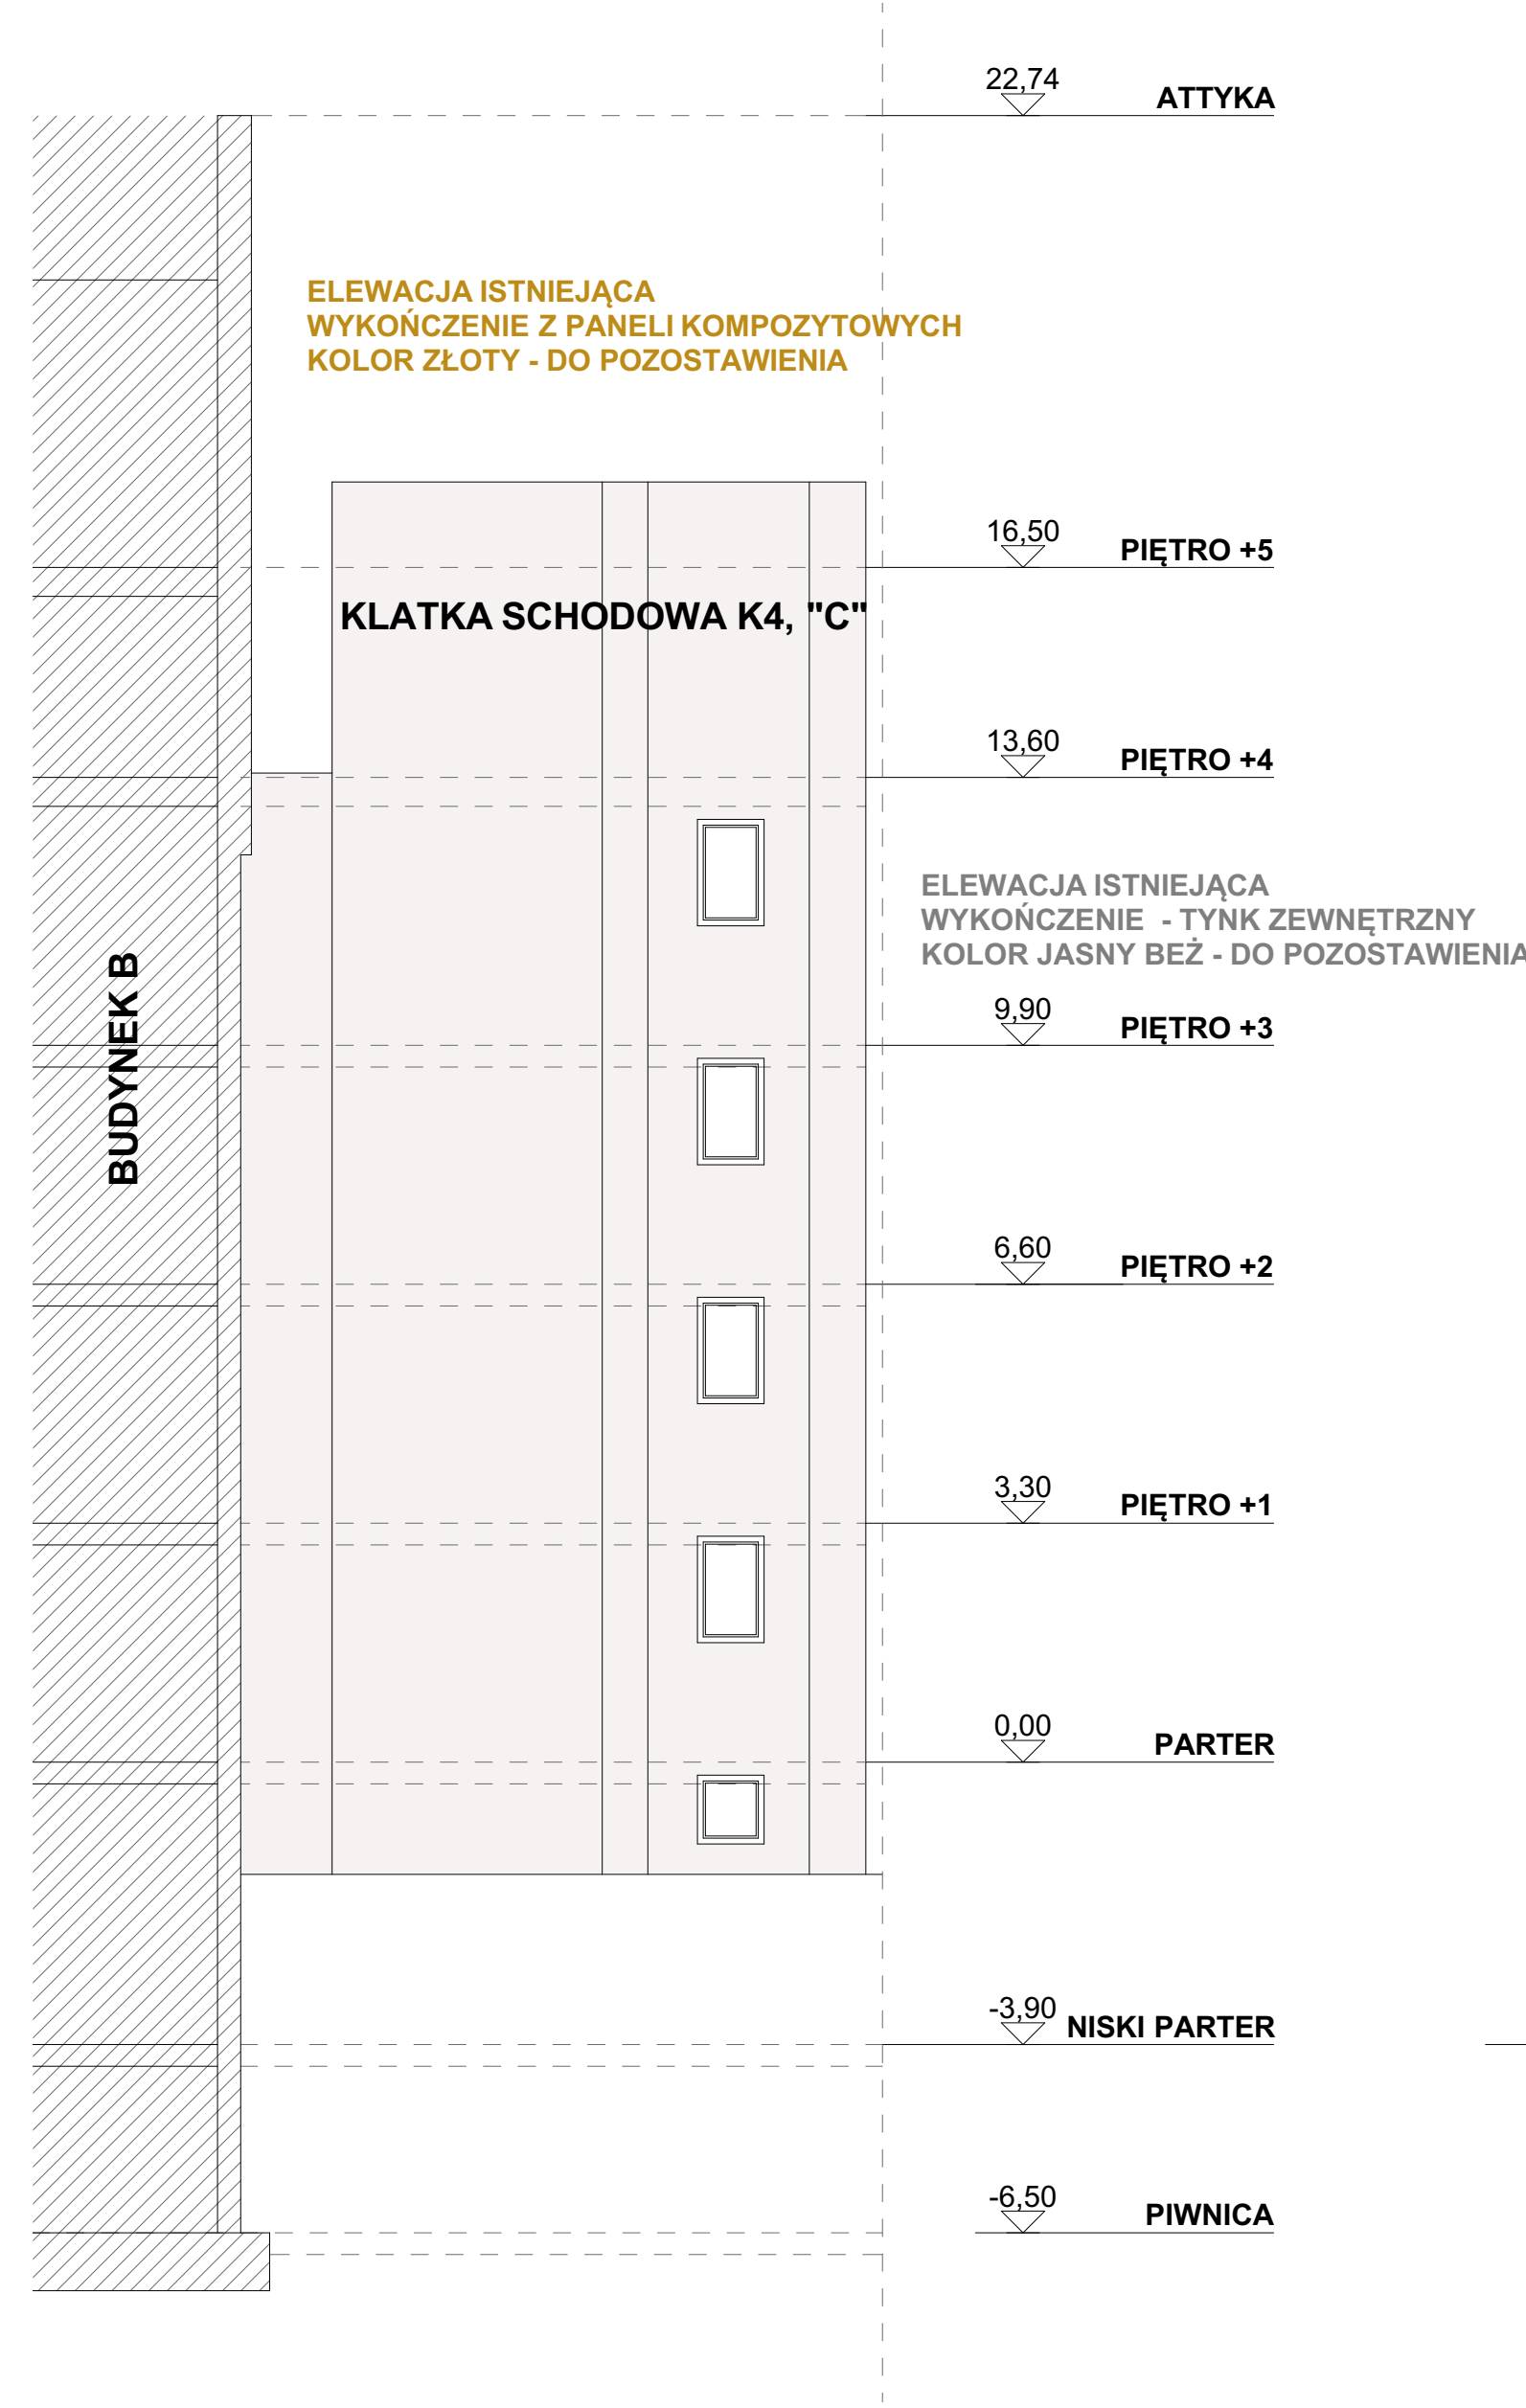 22,74
ATTYKA
ELEWACJA ISTNIEJĄCA
WYKOŃCZENIE Z PANELI KOMPOZYTOWYCH
KOLOR ZŁOTY - DO POZOSTAWIENIA
16,50
PIĘTRO +5
KLATKA SCHODOWA K4, "C"
13,60
PIĘTRO +4
ELEWACJA ISTNIEJĄCA
WYKOŃCZENIE - TYNK ZEWNĘTRZNY
KOLOR JASNY BEŻ - DO POZOSTAWIENIA
BUDYNEK B
9,90
PIĘTRO +3
6,60
PIĘTRO +2
3,30
PIĘTRO +1
0,00
PARTER
-3,90
NISKI PARTER
-6,50
PIWNICA